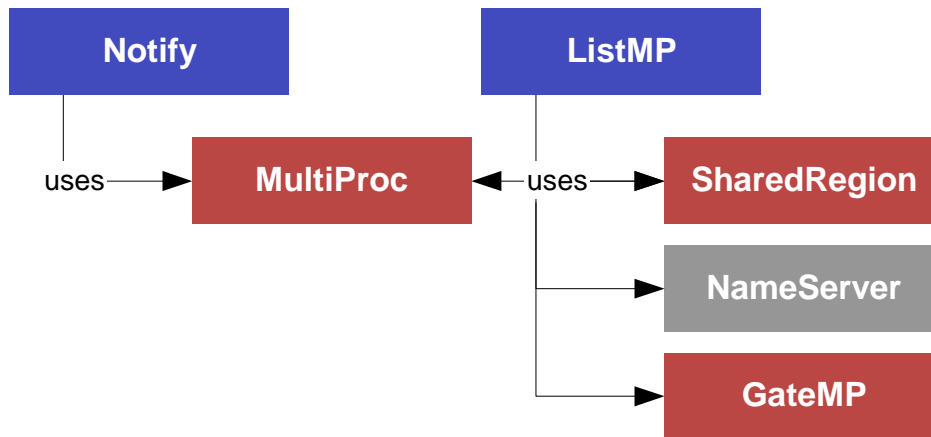 Notify
ListMP
uses
MultiProc
uses
SharedRegion
NameServer
GateMP